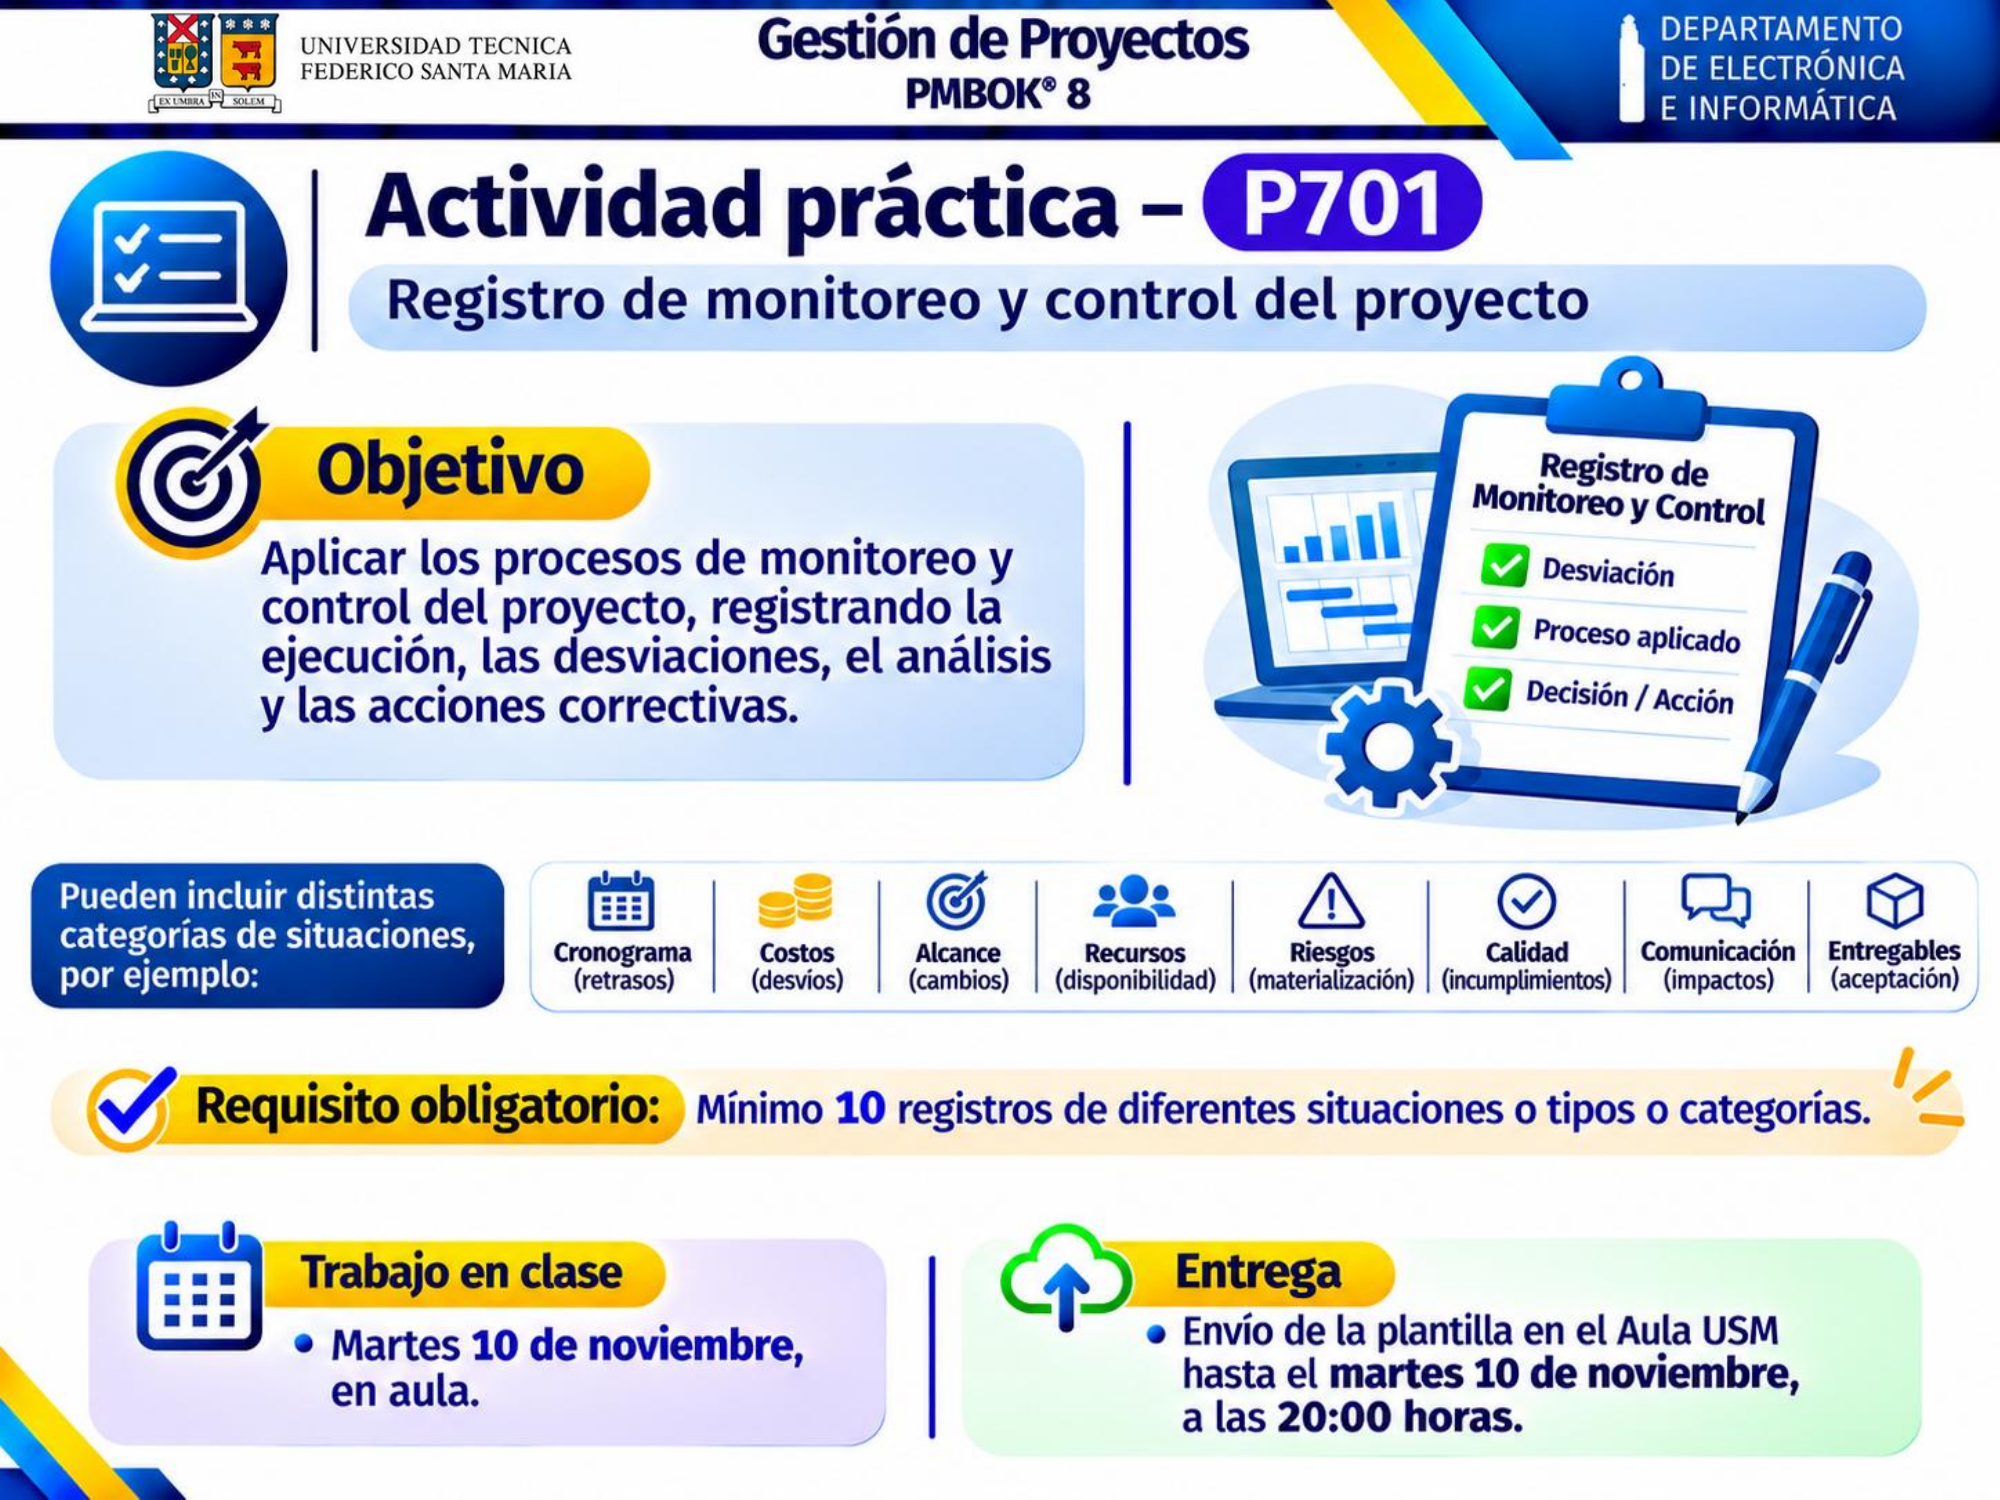 UNIVERSIDAD TECNICA
FEDERICO SANTA MARIA
EX UMBRA IN SOLEM
Gestión de Proyectos
PMBOK® 8
DEPARTAMENTO
DE ELECTRÓNICA
E INFORMÁTICA
Actividad práctica – P701
Registro de monitoreo y control del proyecto
Objetivo
Aplicar los procesos de monitoreo y
control del proyecto, registrando la
ejecución, las desviaciones, el análisis
y las acciones correctivas.
Registro de
Monitoreo y Control
Desviación
Proceso aplicado
Decisión / Acción
Pueden incluir distintas
categorías de situaciones,
por ejemplo:
Cronograma
(retrasos)
Costos
(desvíos)
Alcance
(cambios)
Recursos
(disponibilidad)
Riesgos
(materialización)
Calidad
(incumplimientos)
Comunicación
(impactos)
Entregables
(aceptación)
Requisito obligatorio: Mínimo 10 registros de diferentes situaciones o tipos o categorías.
Trabajo en clase
• Martes 10 de noviembre,
en aula.
Entrega
• Envío de la plantilla en el Aula USM
hasta el martes 10 de noviembre,
a las 20:00 horas.